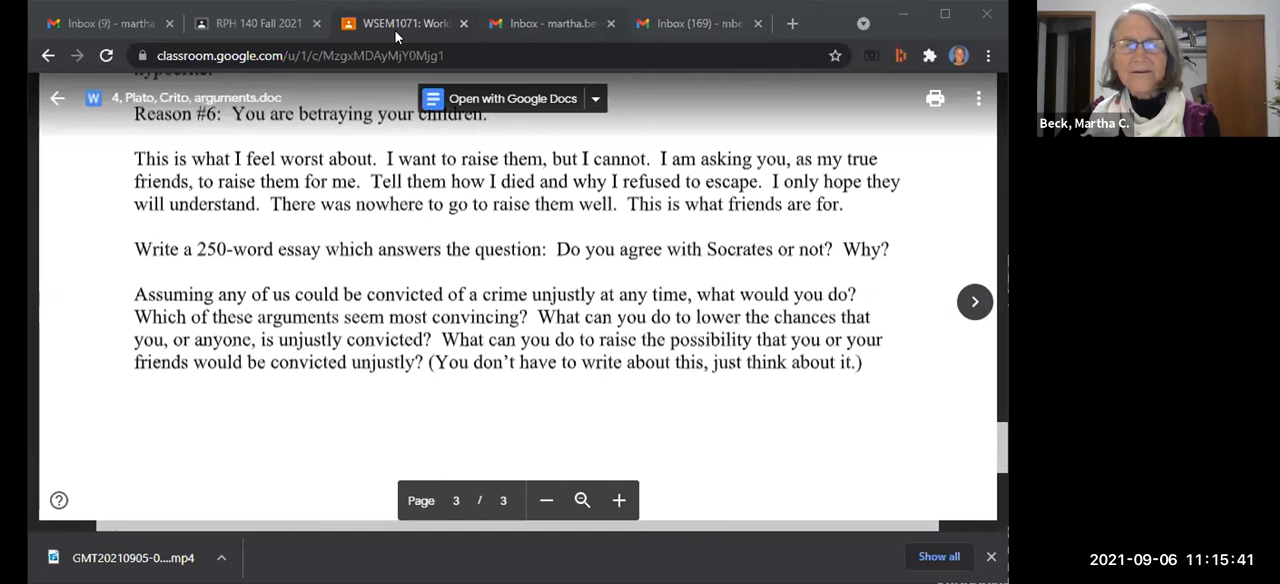 Inbox (9) - martha
RPH 140 Fall 2021
WSEM1071: World
Inbox - martha.be
Inbox (169) - mbe
classroom.google.com/u/1/c/MzgxMDAyMjY0Mjg1
4, Plato, Crito, arguments.doc
Open with Google Docs
Reason #6: You are betraying your children.
This is what I feel worst about. I want to raise them, but I cannot. I am asking you, as my true
friends, to raise them for me. Tell them how I died and why I refused to escape. I only hope they
will understand. There was nowhere to go to raise them well. This is what friends are for.
Write a 250-word essay which answers the question: Do you agree with Socrates or not? Why?
Assuming any of us could be convicted of a crime unjustly at any time, what would you do?
Which of these arguments seem most convincing? What can you do to lower the chances that
you, or anyone, is unjustly convicted? What can you do to raise the possibility that you or your
friends would be convicted unjustly? (You don't have to write about this, just think about it.)
Page 3 / 3
GMT20210905-0....mp4
Show all
Beck, Martha C.
2021-09-06 11:15:41